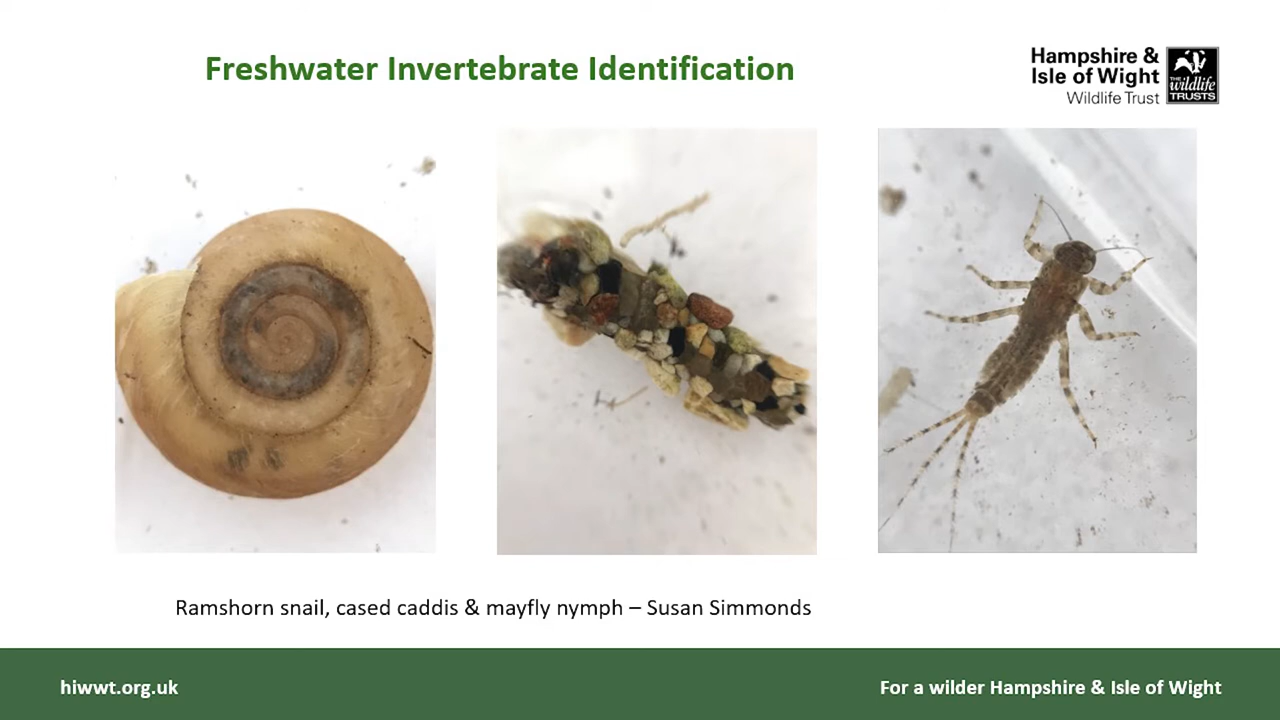 Freshwater Invertebrate Identification
Hampshire &
Isle of Wight
Wildlife Trust
THE
wildlife
TRUSTS
Ramshorn snail, cased caddis & mayfly nymph – Susan Simmonds
hiwwt.org.uk
For a wilder Hampshire & Isle of Wight